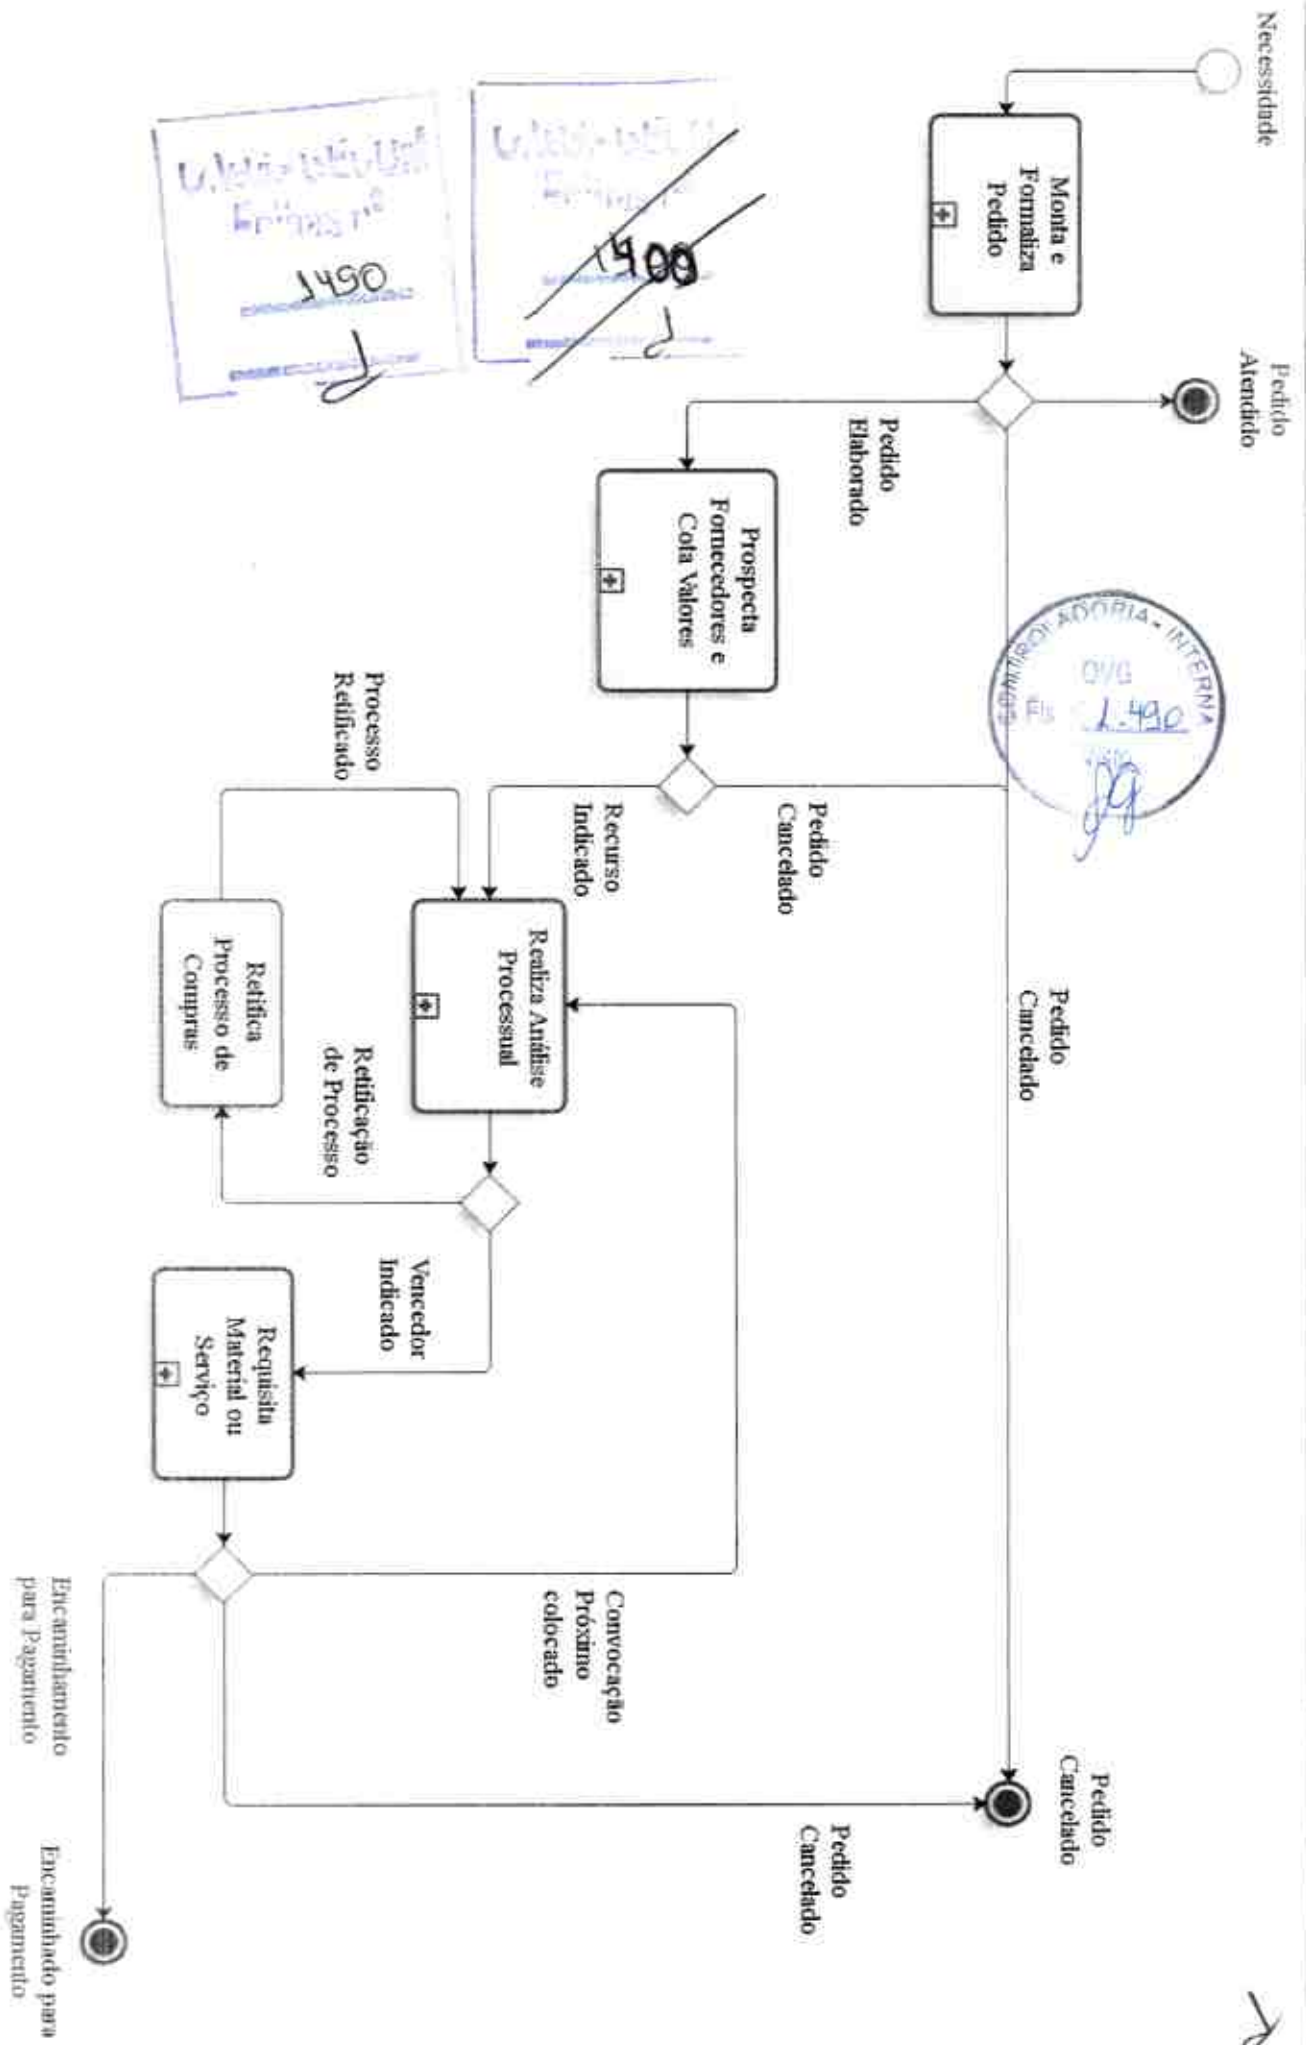 Necessidade
Monta e
Formaliza
Pedido
Pedido
Atendido
Pedido
Elaborado
Prospecta
Fornecedores e
Cota Valores
Pedido
Cancelado
Recurso
Indicado
Processo
Retificado
Realiza Análise
Processual
Retifica
Processo de
Compras
Retificação
de Processo
Vencedor
Indicado
Requisita
Material ou
Serviço
Convocação
Próximo
colocado
Pedido
Cancelado
Pedido
Cancelado
Pedido
Cancelado
Encaminhamento
para Pagamento
Encaminhado para
Pagamento
CONTROLADORIA - INTERNA
OVG
1.490
1400
1490